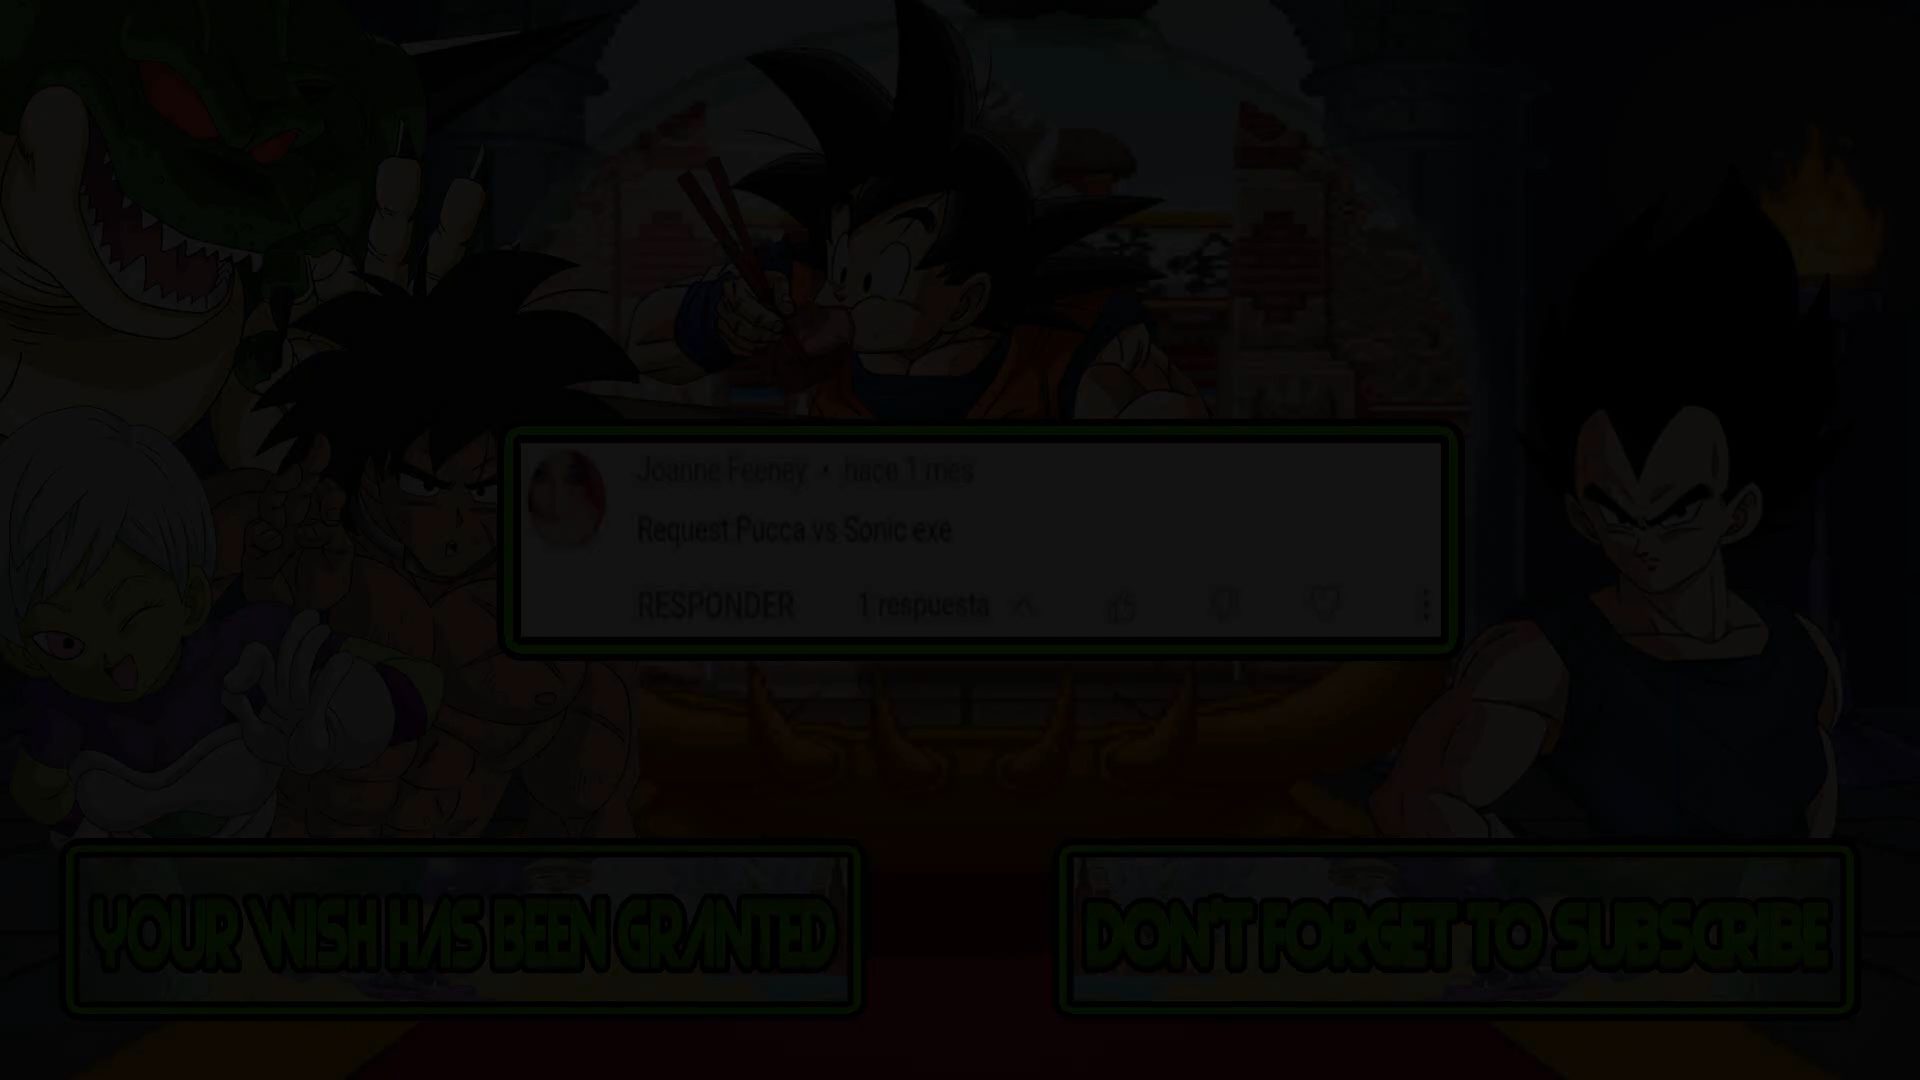 Joanne Feeney • hace 1 mes
Request Pucca vs Sonic exe
RESPONDER 1 respuesta
YOUR WISH HAS BEEN GRANTED
DON'T FORGET TO SUBSCRIBE